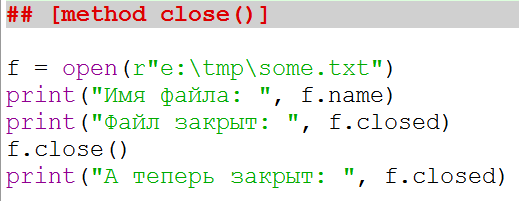 ## [method close()]
f = open(r"e:\tmp\some.txt")
print("Имя файла: ", f.name)
print("Файл закрыт: ", f.closed)
f.close()
print("А теперь закрыт: ", f.closed)